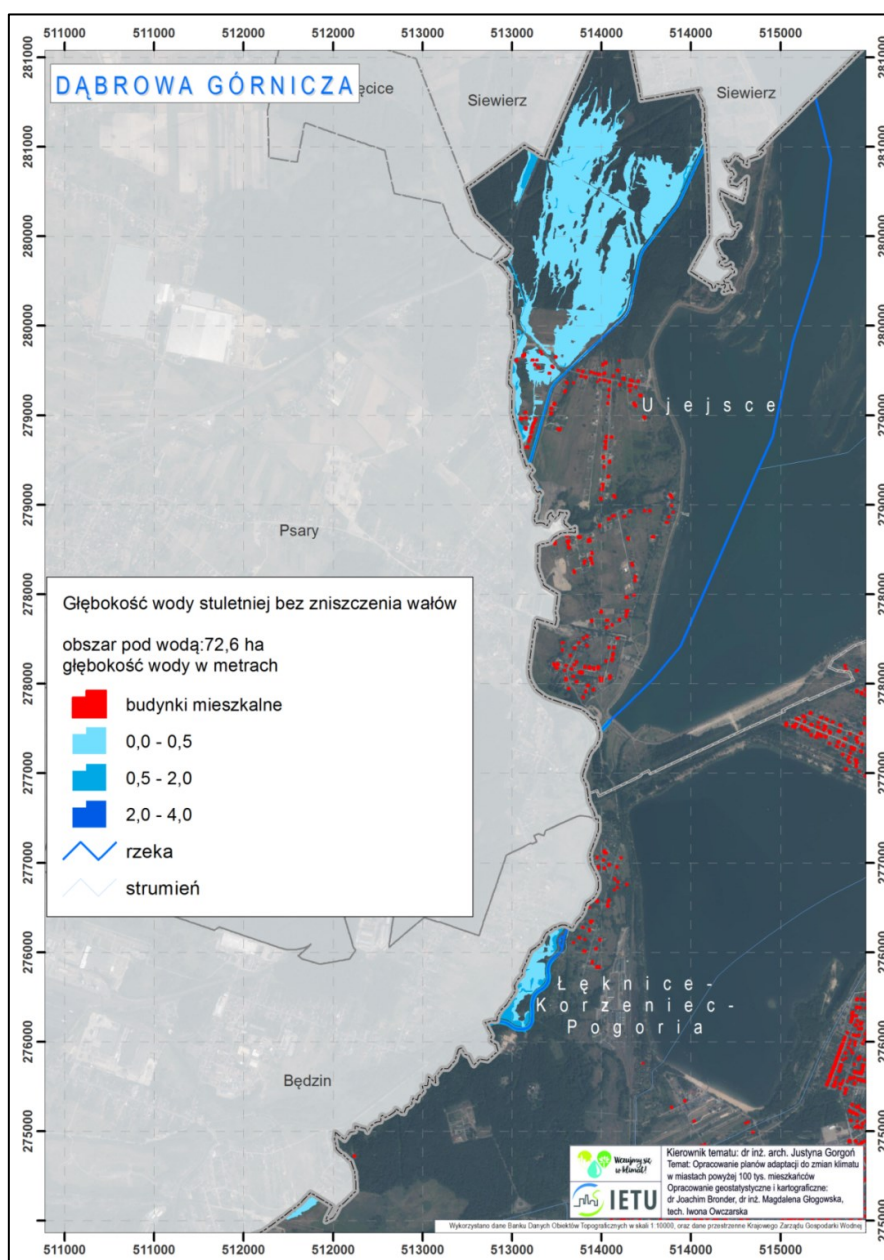 511000 511000 512000 512000 513000 513000 514000 514000 515000
281000 281000 280000 280000 279000 279000 278000 278000 277000 277000 276000 276000 275000 275000
DĄBROWA GÓRNICZA
ęcice
Siewierz
Siewierz
Ujejsce
Psary
Głębokość wody stuletniej bez zniszczenia wałów
obszar pod wodą:72,6 ha
głębokość wody w metrach
budynki mieszkalne
0,0 - 0,5
0,5 - 2,0
2,0 - 4,0
rzeka
strumień
Łęknice-
Korzeniec-
Pogoria
Będzin
Wczujmy się
w klimat!
IETU
Kierownik tematu: dr inż. arch. Justyna Gorgoń
Temat: Opracowanie planów adaptacji do zmian klimatu
w miastach powyżej 100 tys. mieszkańców
Opracowanie geostatystyczne i kartograficzne:
dr Joachim Bronder, dr inż. Magdalena Głogowska,
tech. Iwona Owczarska
Wykorzystano dane Banku Danych Obiektów Topograficznych w skali 1:10000, oraz dane przestrzenne Krajowego Zarządu Gospodarki Wodnej
281000 281000 280000 280000 279000 279000 278000 278000 277000 277000 276000 276000 275000 275000
511000 511000 512000 512000 513000 513000 514000 514000 515000